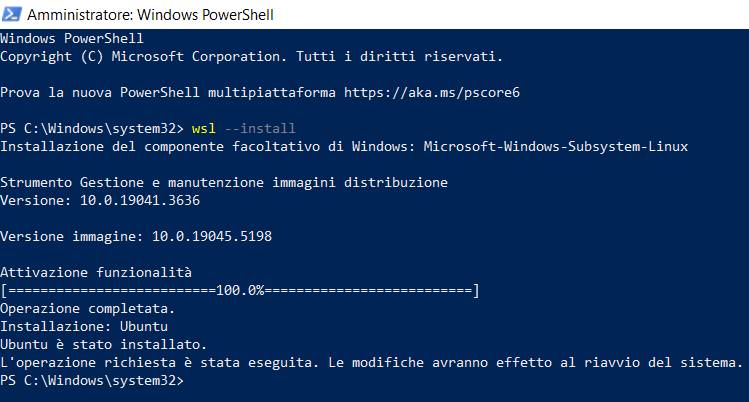 Amministratore: Windows PowerShell
Windows PowerShell
Copyright (C) Microsoft Corporation. Tutti i diritti riservati.
Prova la nuova PowerShell multipiattaforma https://aka.ms/pscore6
PS C:\Windows\system32> wsl --install
Installazione del componente facoltativo di Windows: Microsoft-Windows-Subsystem-Linux
Strumento Gestione e manutenzione immagini distribuzione
Versione: 10.0.19041.3636
Versione immagine: 10.0.19045.5198
Attivazione funzionalità
[==========================100.0%==========================]
Operazione completata.
Installazione: Ubuntu
Ubuntu è stato installato.
L'operazione richiesta è stata eseguita. Le modifiche avranno effetto al riavvio del sistema.
PS C:\Windows\system32>